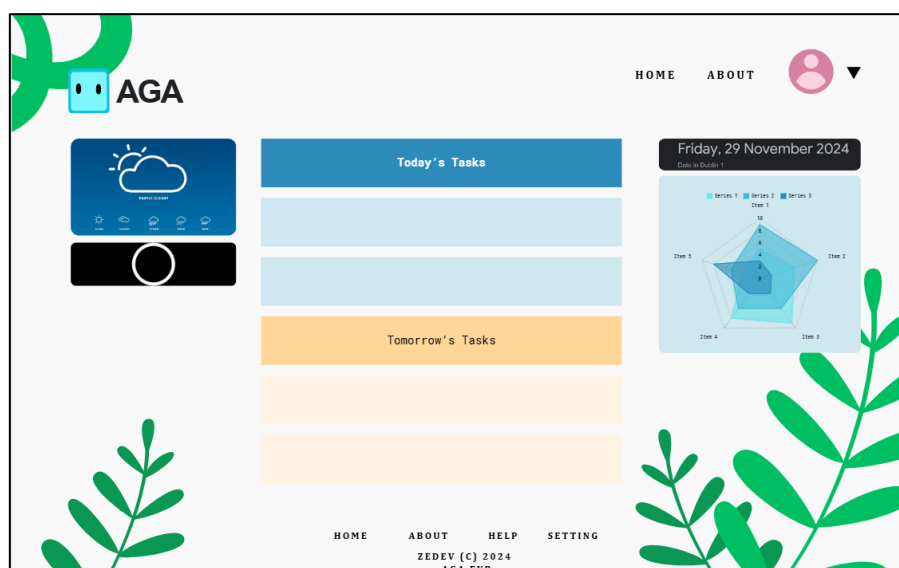 AGA
HOME ABOUT
PARTLY CLOUDY
Today's Tasks
Tomorrow's Tasks
Friday, 29 November 2024
Date in Dublin 1
Series 1 Series 2 Series 3
Item 1
10
8
6
4
2
0
Item 5
Item 2
Item 4
Item 3
HOME ABOUT HELP SETTING
ZEDEV (C) 2024